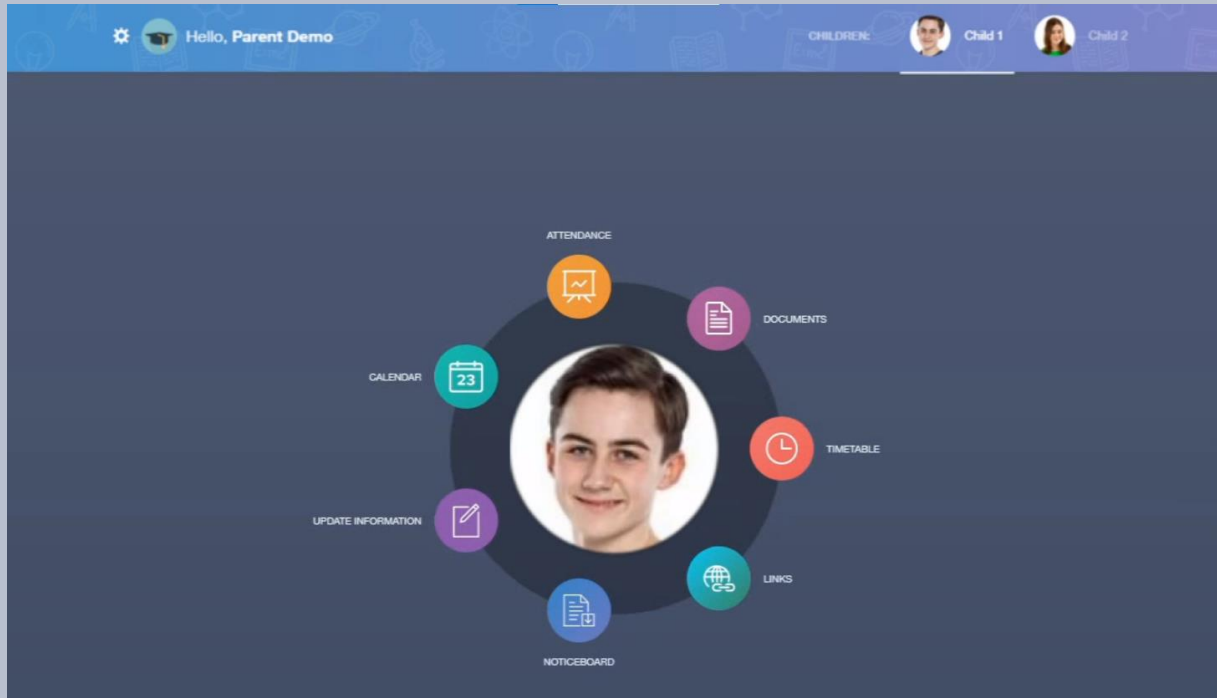 Hello, Parent Demo
CHILDREN:
Child 1
Child 2
ATTENDANCE
DOCUMENTS
CALENDAR
23
TIMETABLE
UPDATE INFORMATION
LINKS
NOTICEBOARD